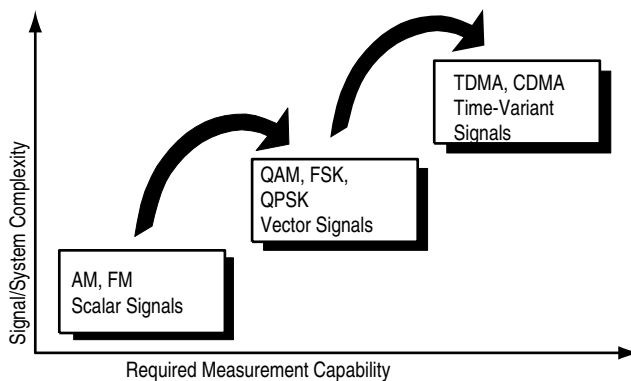 TDMA, CDMA
Time-Variant
Signals
QAM, FSK,
QPSK
Vector Signals
AM, FM
Scalar Signals
Signal/System Complexity
Required Measurement Capability